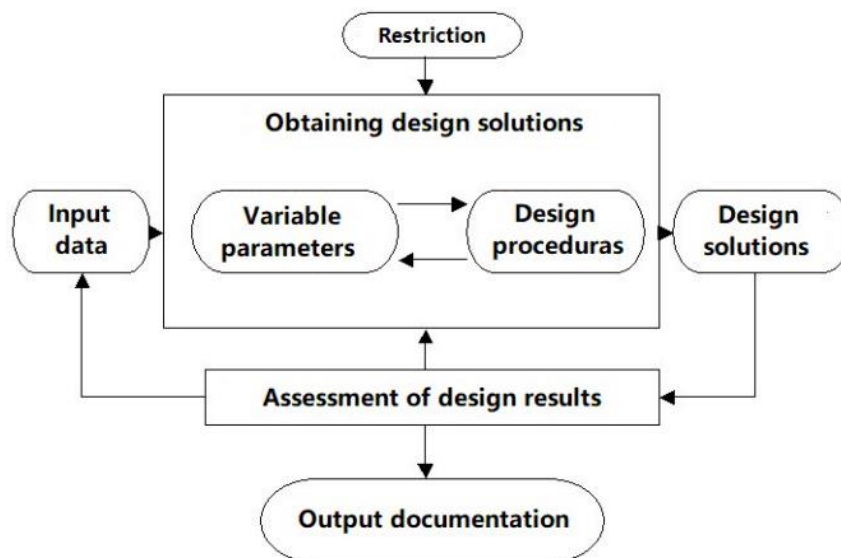 Restriction
Obtaining design solutions
Input
data
Variable
parameters
Design
proceduras
Design
solutions
Assessment of design results
Output documentation